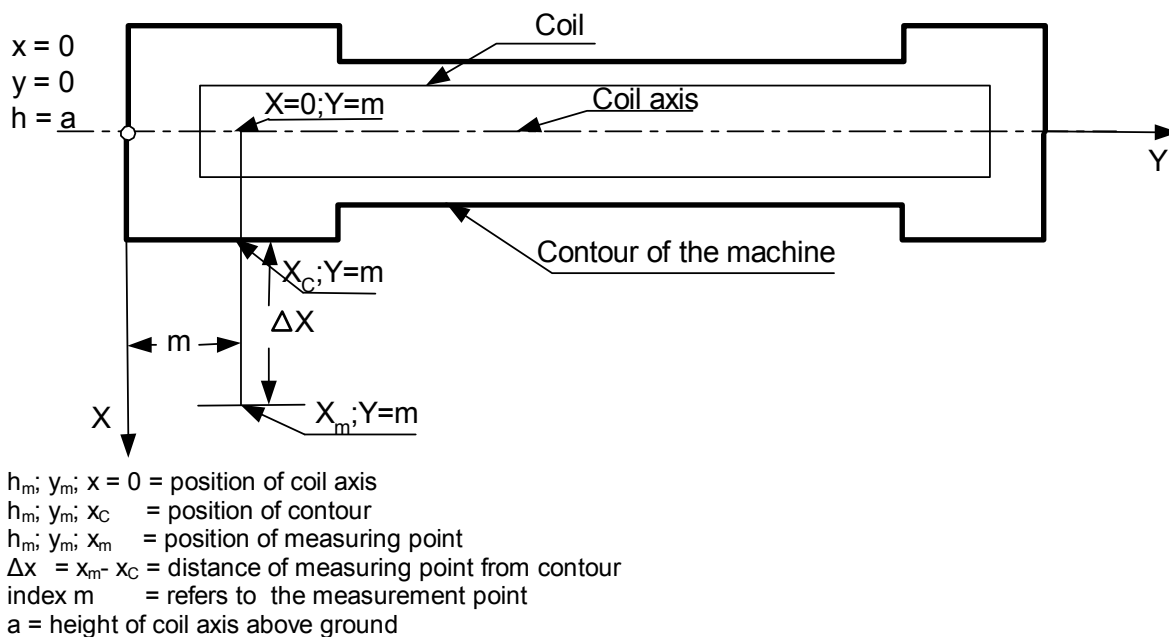 x = 0
y = 0
h = a
Coil
X=0;Y=m
Coil axis
Y
X_C;Y=m
Contour of the machine
ΔX
m
X
X_m;Y=m
h_m; y_m; x = 0 = position of coil axis
h_m; y_m; x_C = position of contour
h_m; y_m; x_m = position of measuring point
Δx = x_m- x_C = distance of measuring point from contour
index m = refers to the measurement point
a = height of coil axis above ground